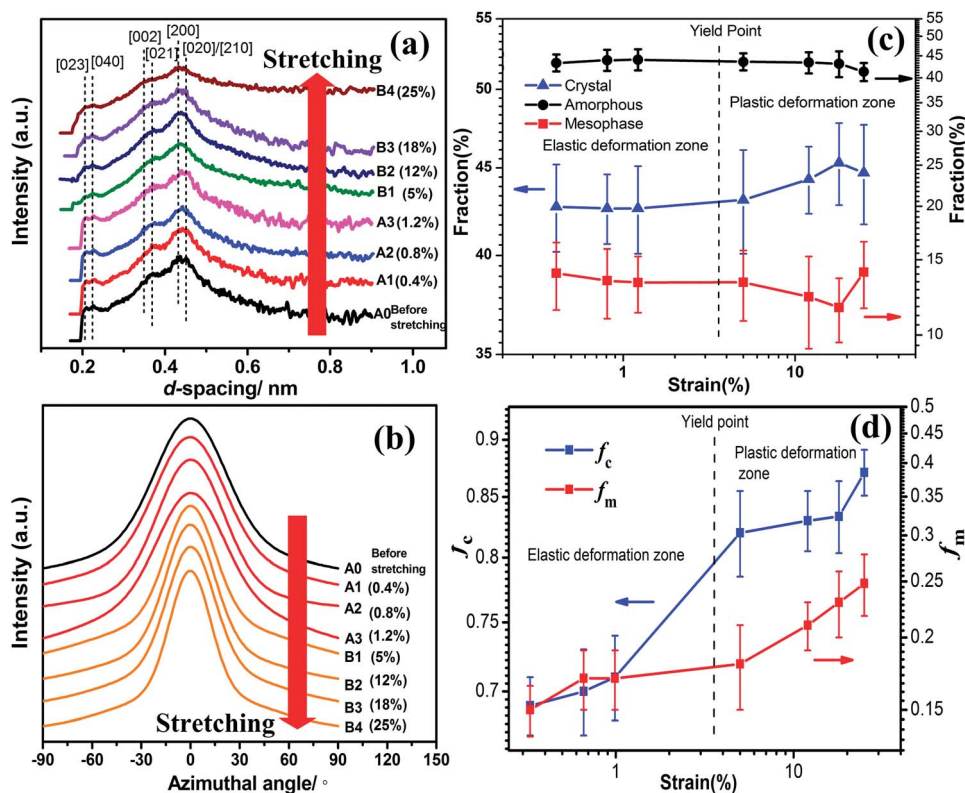 (a)
[002]
[200]
[023]
[040]
[021]
[020]/[210]
Stretching
B4 (25%)
B3 (18%)
B2 (12%)
B1 (5%)
A3 (1.2%)
A2 (0.8%)
A1 (0.4%)
A0 Before
stretching
Intensity (a.u.)
0.2 0.4 0.6 0.8 1.0
d-spacing/ nm
(c)
Yield Point
Crystal
Amorphous
Mesophase
Elastic deformation zone
Plastic deformation zone
Fraction(%)
55
50
45
40
35
Fraction(%)
55
50
45
40
35
30
25
20
15
10
1 10
Strain(%)
(b)
A0 Before
stretching
A1 (0.4%)
A2 (0.8%)
A3 (1.2%)
B1 (5%)
B2 (12%)
B3 (18%)
B4 (25%)
Stretching
Intensity (a.u.)
-90 -60 -30 0 30 60 90 120 150
Azimuthal angle/ °
(d)
Yield point
fc
fm
Elastic deformation zone
Plastic deformation
zone
fc
0.9
0.85
0.8
0.75
0.7
fm
0.5
0.45
0.4
0.35
0.3
0.25
0.2
0.15
1 10
Strain(%)